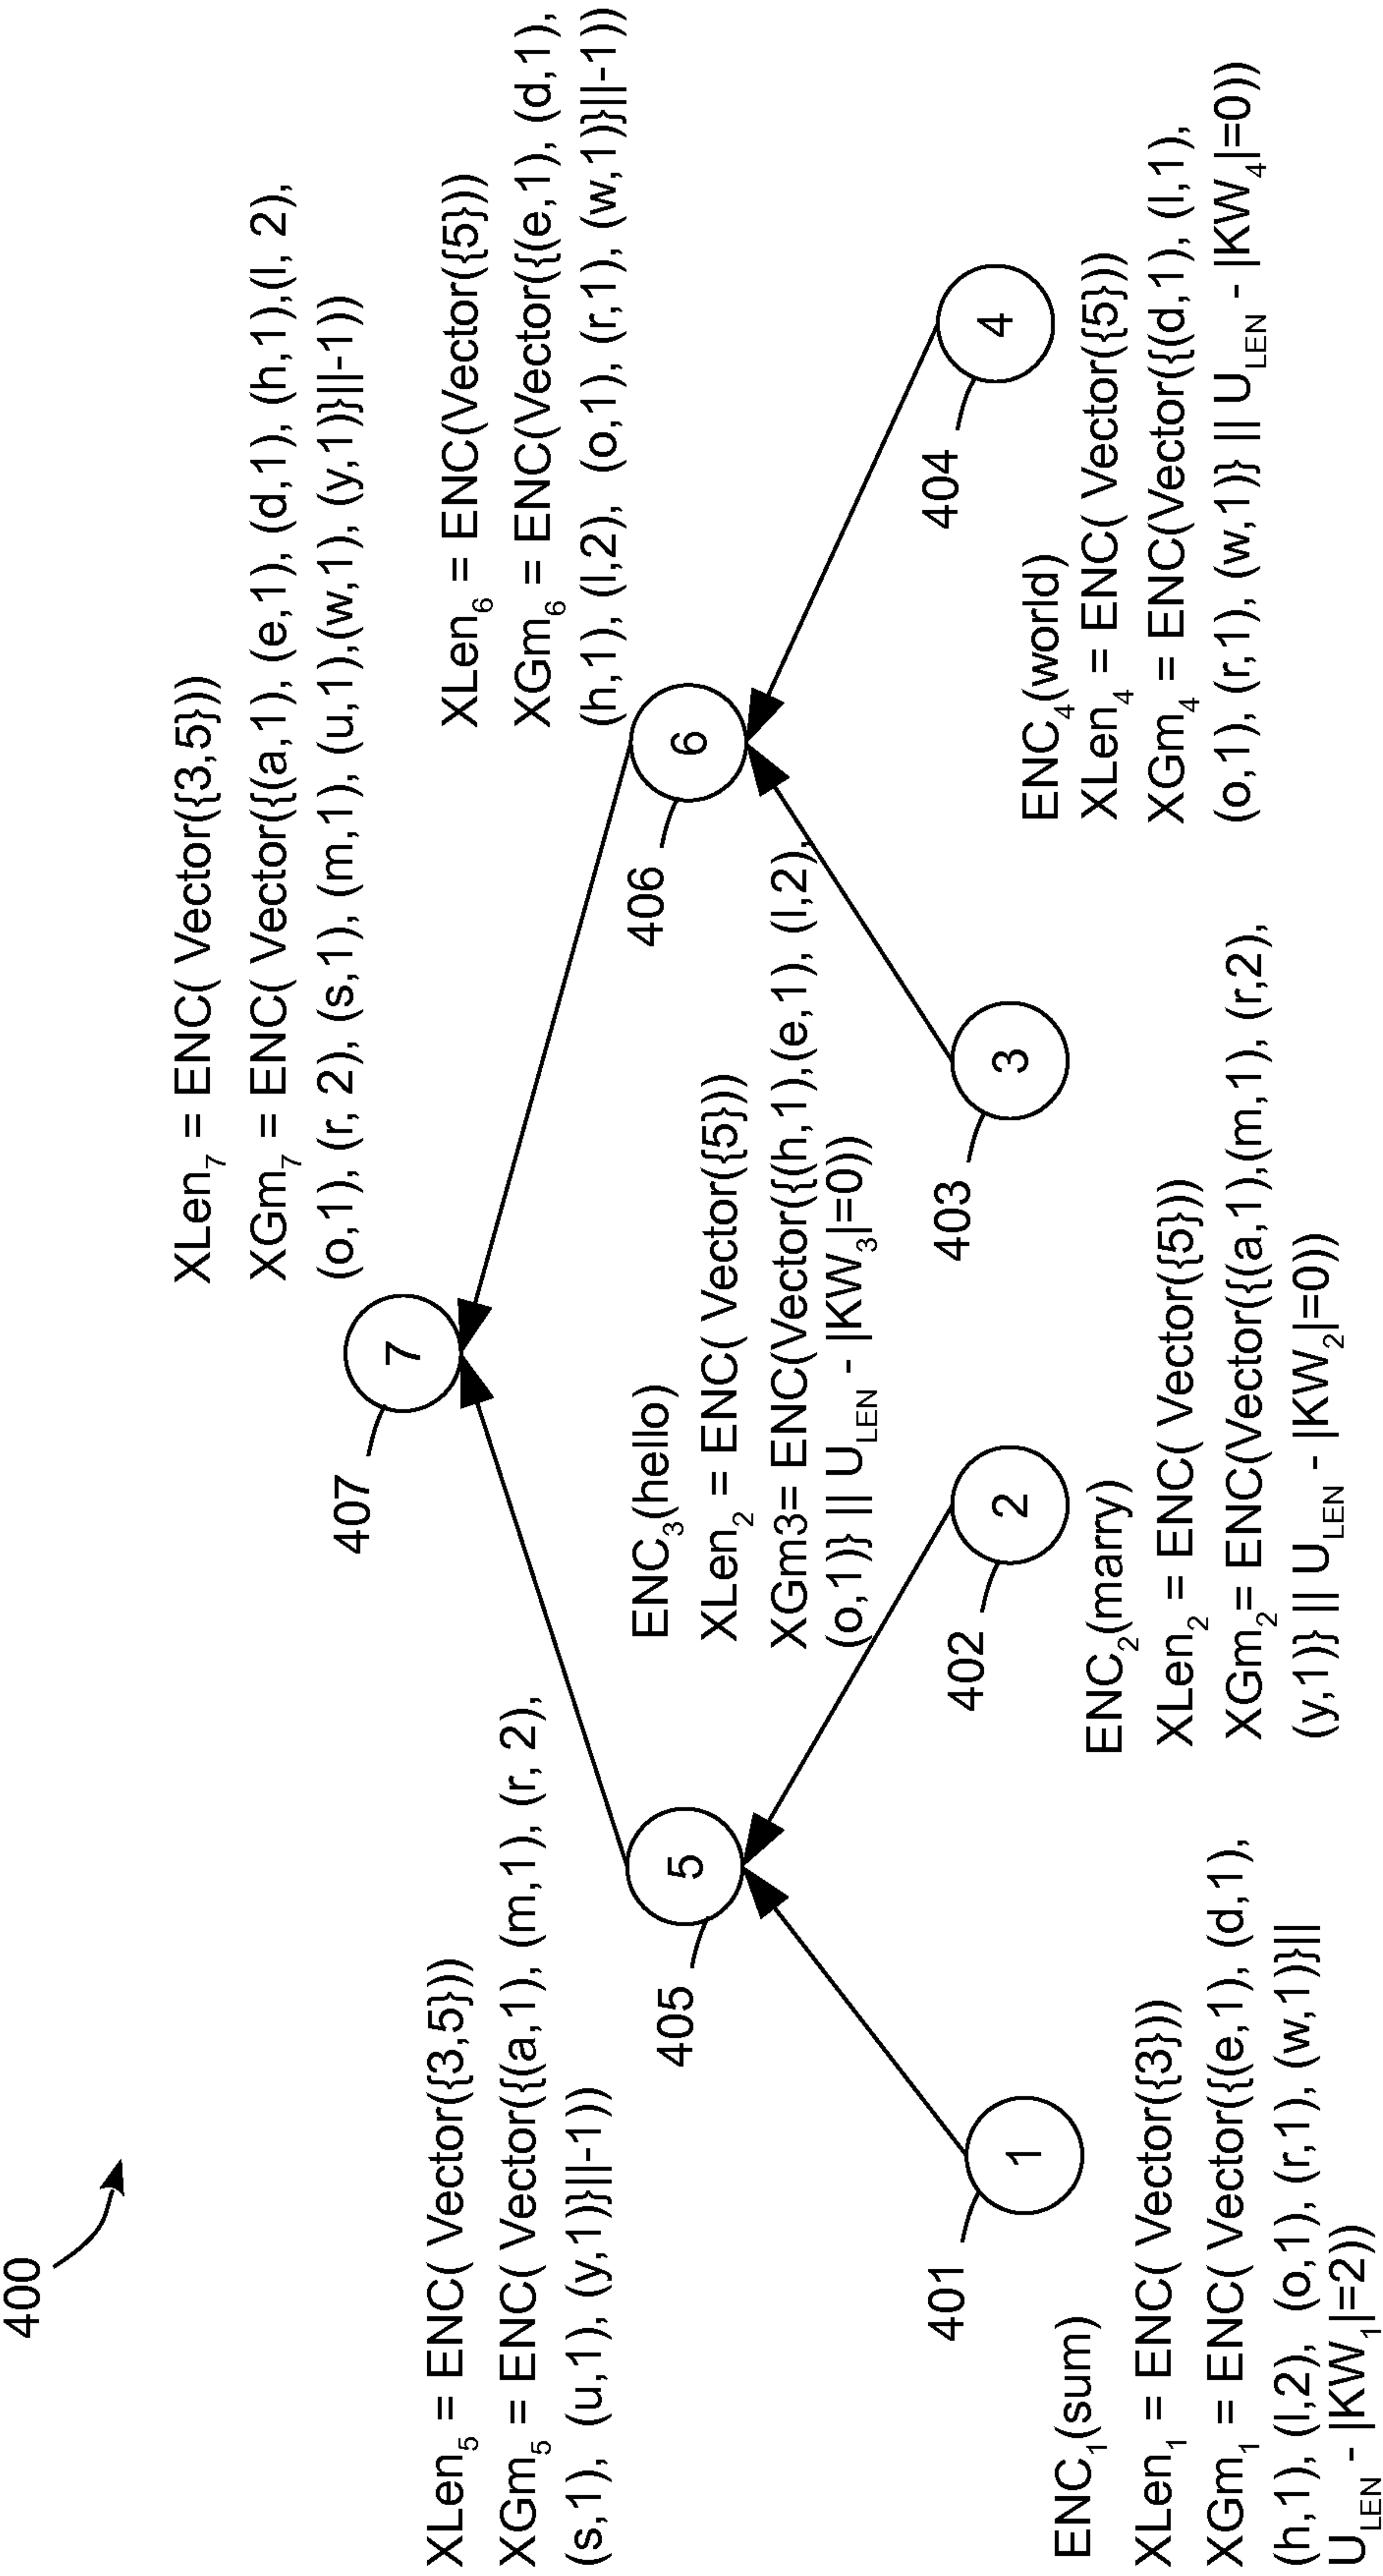 400
XLen7 = ENC( Vector({3,5}))
XGm7 = ENC( Vector({(a,1), (e,1), (d,1), (h,1),(l, 2),
(o,1), (r, 2), (s,1), (m,1), (u,1),(w,1), (y,1)}||-1))
407
7
XLen5 = ENC( Vector({3,5}))
XGm5 = ENC( Vector({(a,1), (m,1), (r, 2),
(s,1), (u,1), (y,1)}||-1))
405
5
XLen6 = ENC(Vector({5}))
XGm6 = ENC(Vector({(e,1), (d,1),
(h,1), (l,2), (o,1), (r,1), (w,1)}||-1))
406
6
401
1
ENC1(sum)
XLen1 = ENC( Vector({3}))
XGm1 = ENC( Vector({(e,1), (d,1),
(h,1), (l,2), (o,1), (r,1), (w,1)}||
ULEN - |KW1|=2))
402
2
ENC2(marry)
XLen2 = ENC( Vector({5}))
XGm2= ENC(Vector({(a,1),(m,1), (r,2),
(y,1)} || ULEN - |KW2|=0))
ENC3(hello)
XLen2 = ENC( Vector({5}))
XGm3= ENC(Vector({(h,1),(e,1), (l,2),
(o,1)} || ULEN - |KW3|=0))
403
3
404
4
ENC4(world)
XLen4 = ENC( Vector({5}))
XGm4 = ENC(Vector({(d,1), (l,1),
(o,1), (r,1), (w,1)} || ULEN - |KW4|=0))